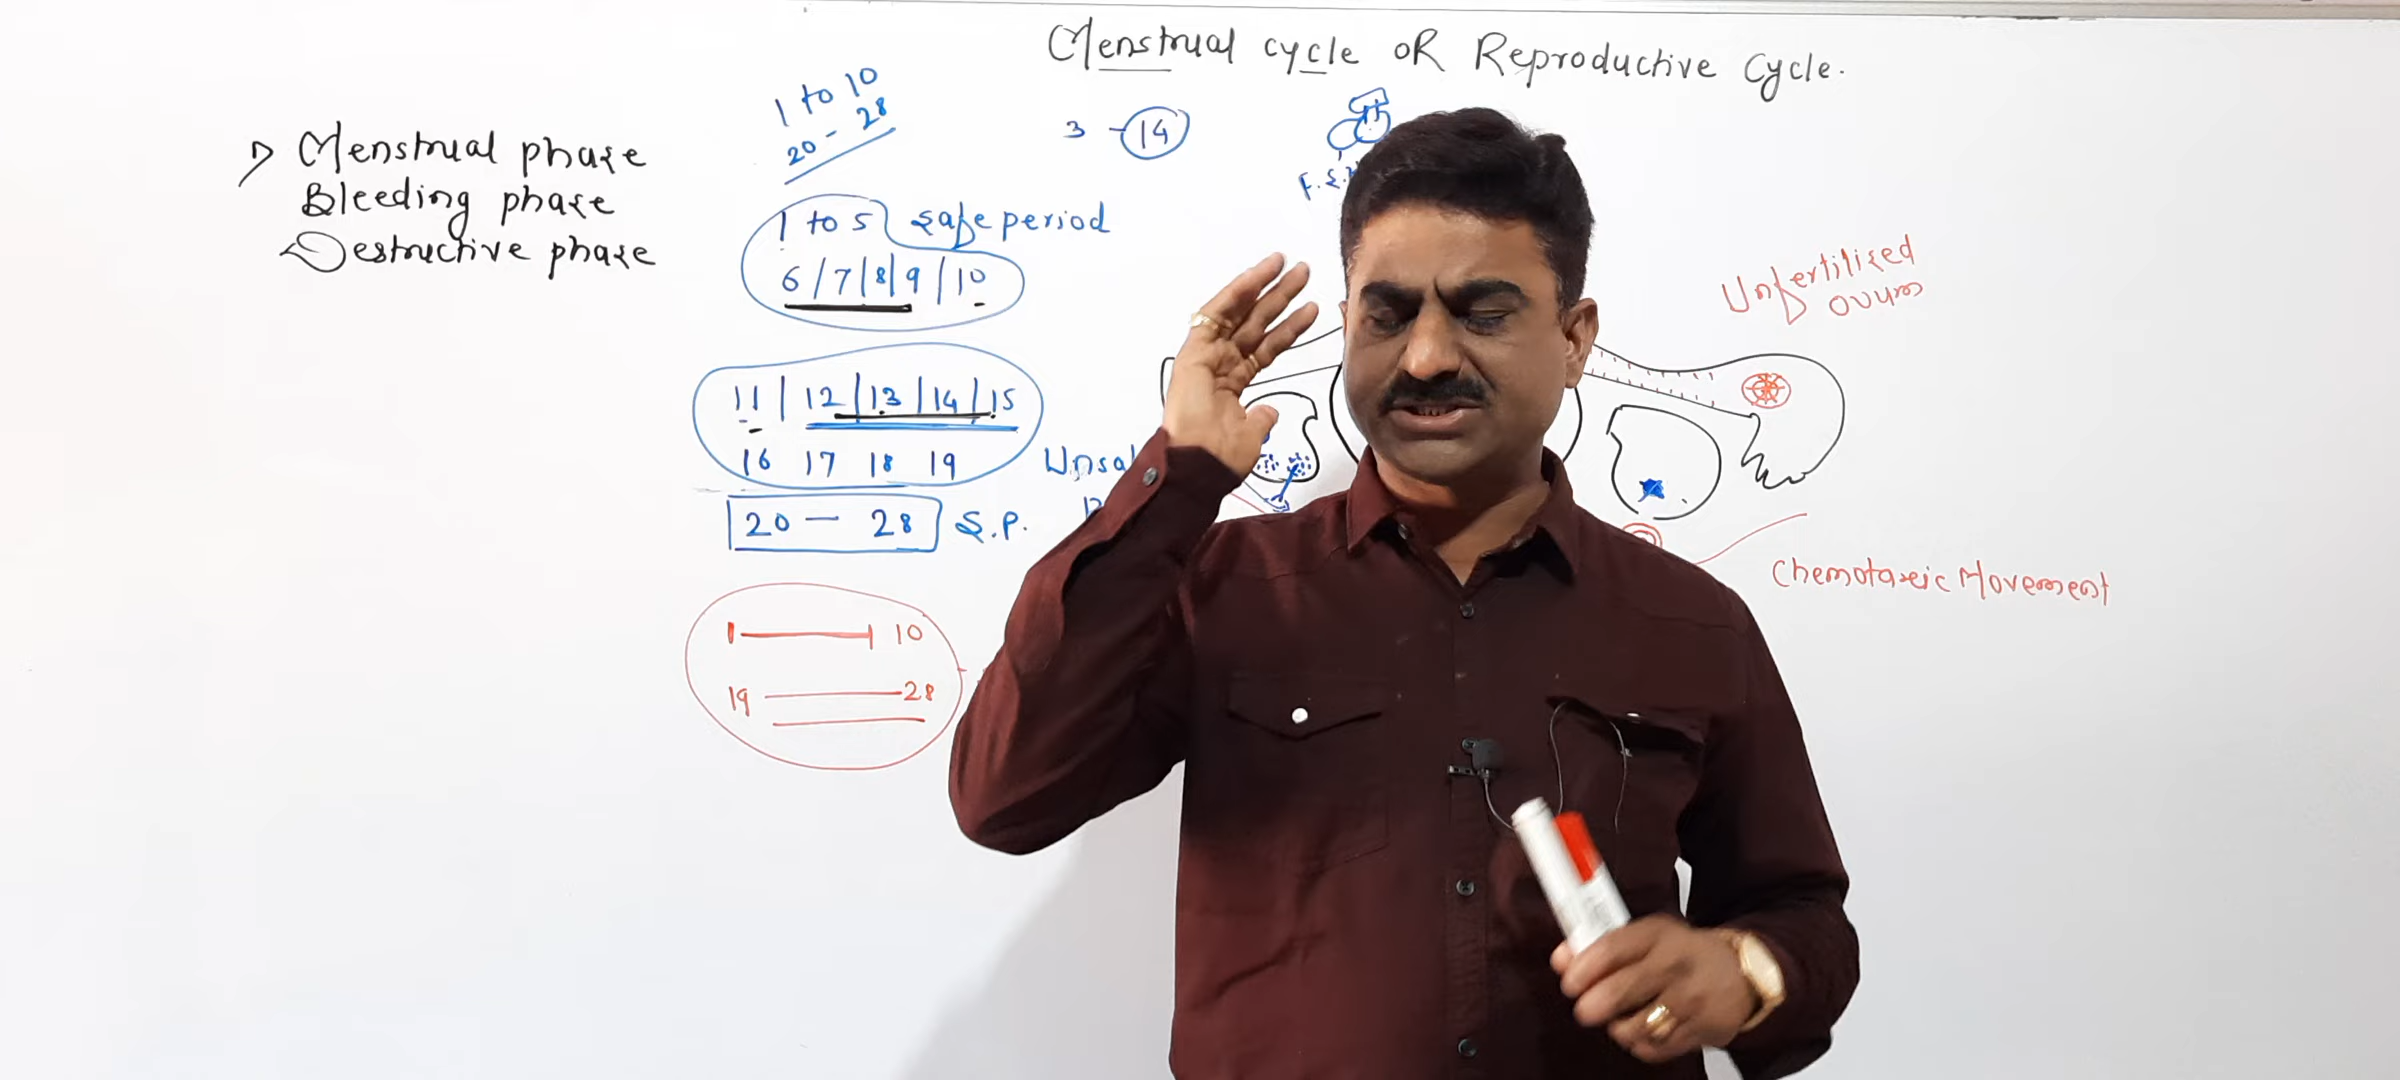 Menstrual cycle OR Reproductive Cycle.
1 to 10
20 - 28
3 - 14
Menstrual phase
Bleeding phase
Destructive phase
1 to 5 safe period
6 / 7 | 8 | 9 / 10
11 | 12 | 13 | 14 | 15
16 17 18 19
20 — 28 S.P.
1 — 10
19 — 28
Unfertilized
ovum
Chemotaxic Movement